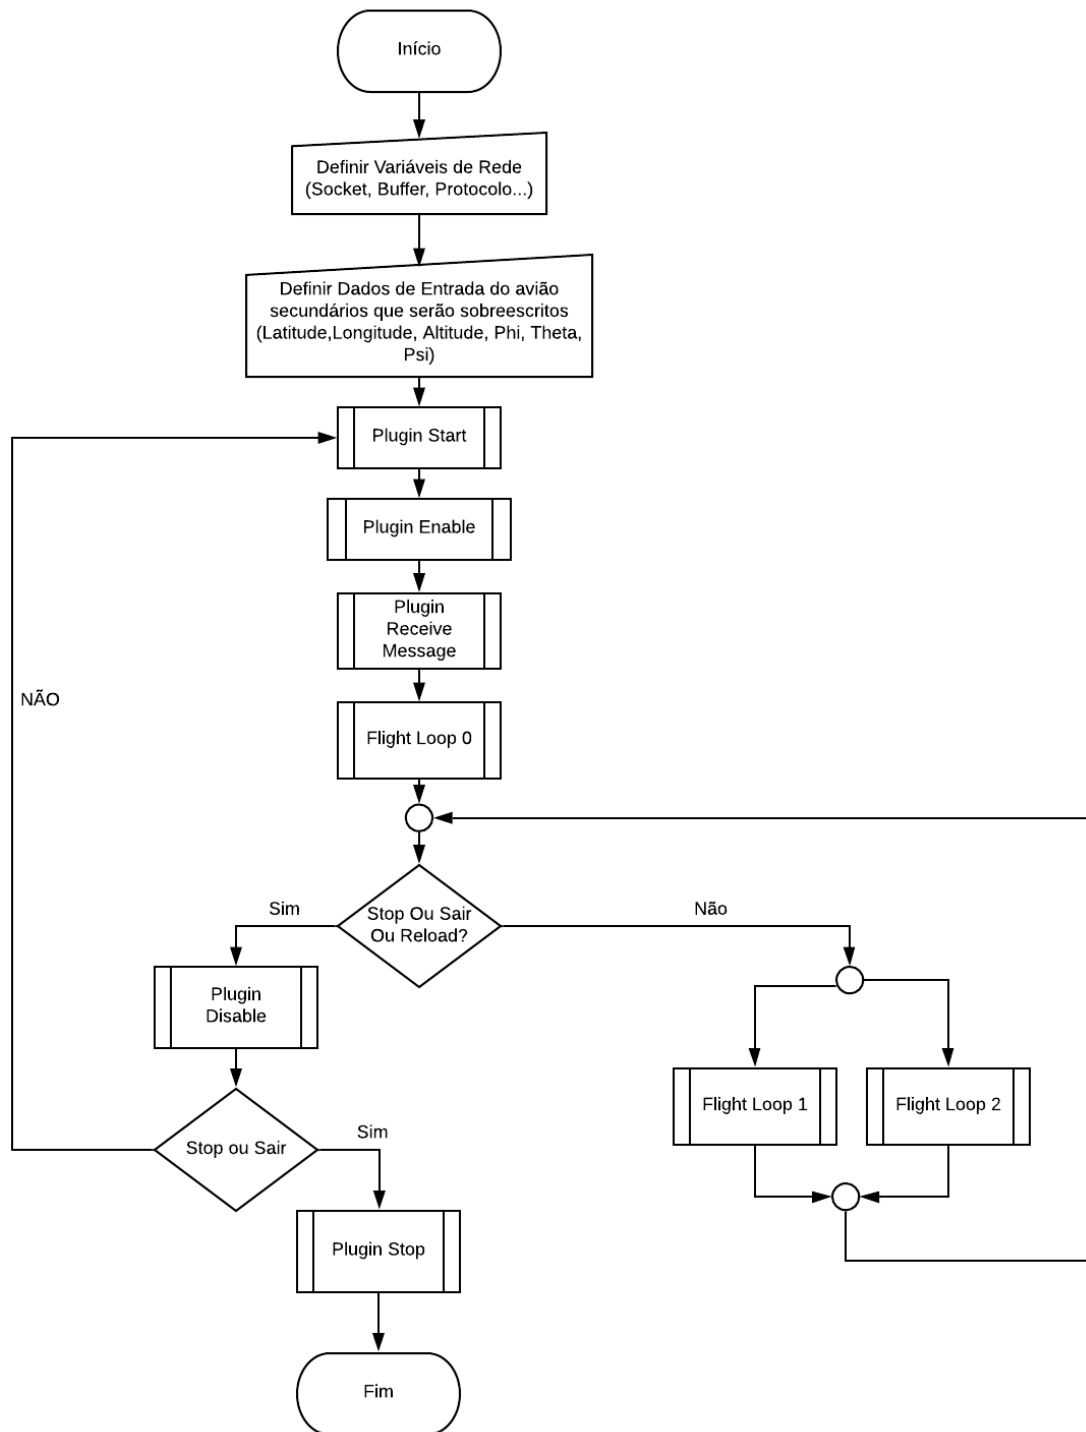 Início
Definir Variáveis de Rede
(Socket, Buffer, Protocolo...)
Definir Dados de Entrada do avião
secundários que serão sobreescritos
(Latitude,Longitude, Altitude, Phi, Theta,
Psi)
Plugin Start
Plugin Enable
Plugin
Receive
Message
NÃO
Flight Loop 0
Sim
Stop Ou Sair
Ou Reload?
Não
Plugin
Disable
Flight Loop 1
Flight Loop 2
Stop ou Sair
Sim
Plugin Stop
Fim